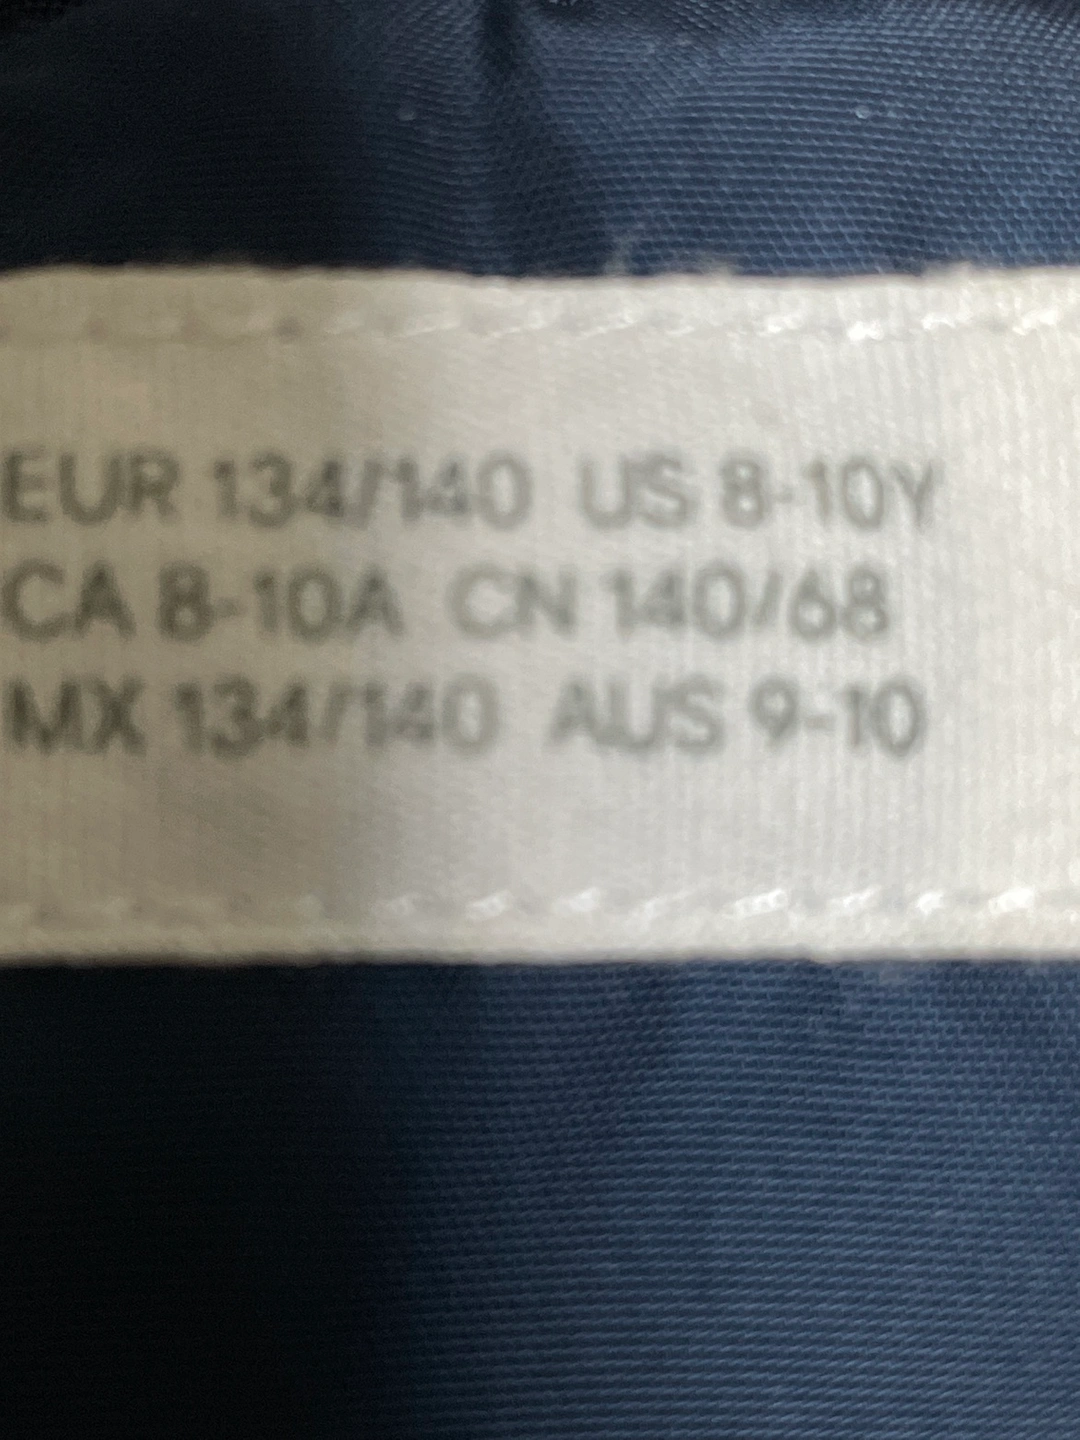 EUR 134/140 US 8-10Y
CA 8-10A CN 140/68
MX 134/140 AUS 9-10